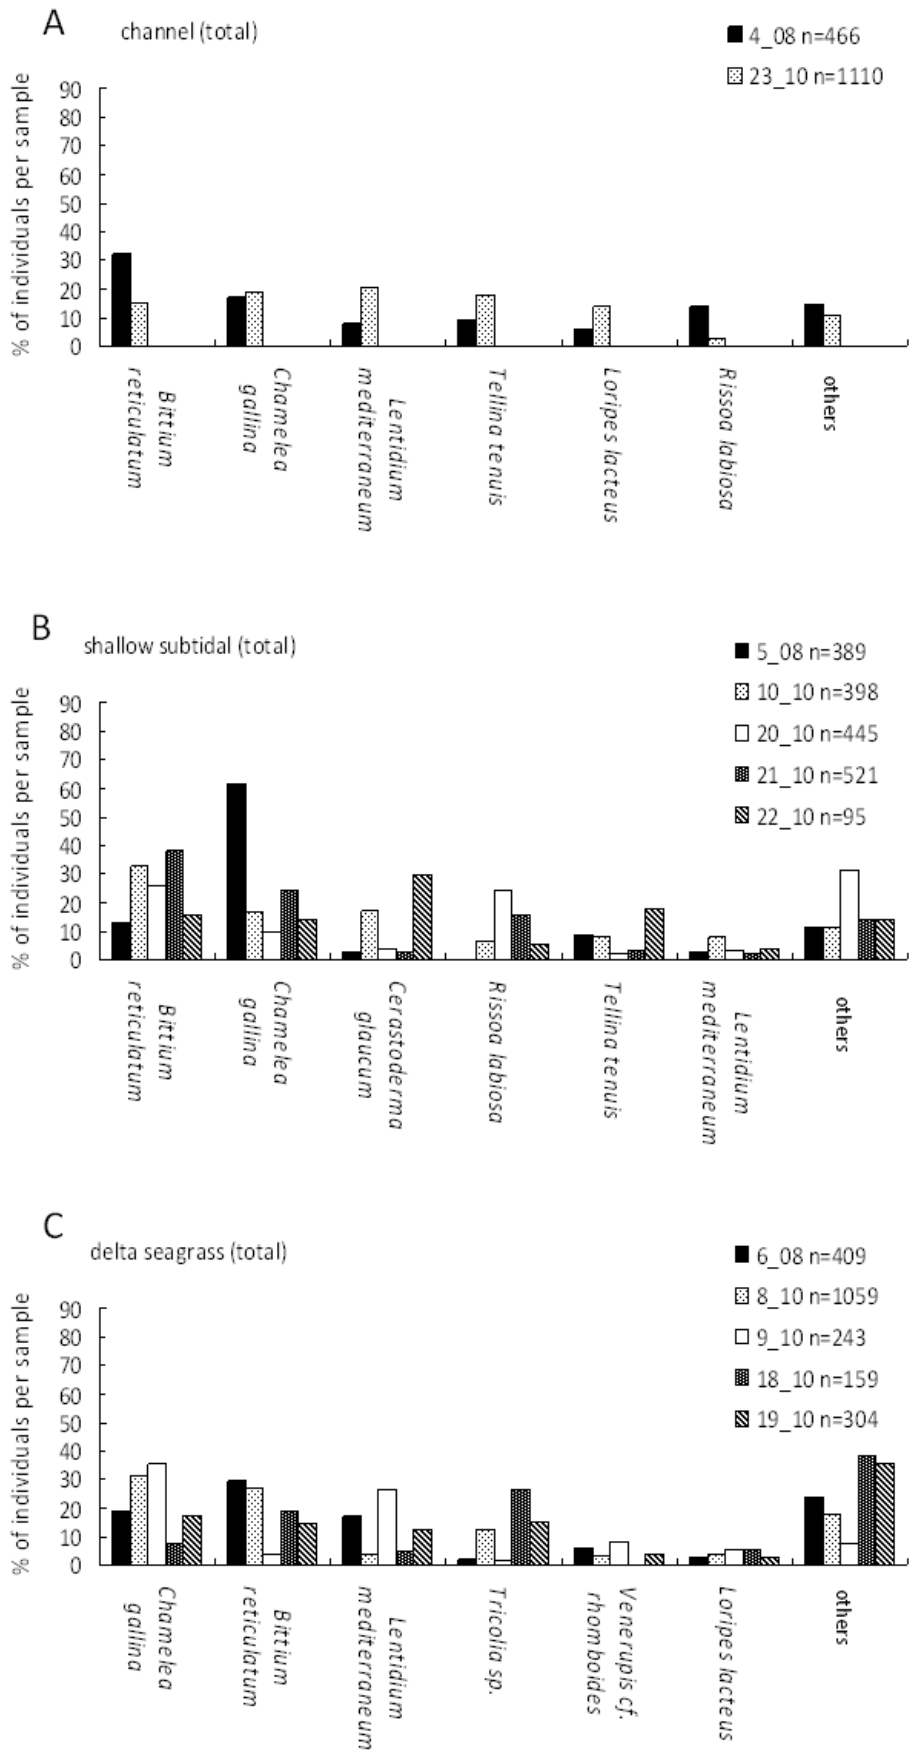 A
channel (total)
4_08 n=466
23_10 n=1110
% of individuals per sample
90
80
70
60
50
40
30
20
10
0
Bittium
reticulatum
Chamelea
gallina
Lentidium
mediterraneum
Tellina tenuis
Loripes lacteus
Rissoa labiosa
others
B
shallow subtidal (total)
5_08 n=389
10_10 n=398
20_10 n=445
21_10 n=521
22_10 n=95
% of individuals per sample
90
80
70
60
50
40
30
20
10
0
Bittium
reticulatum
Chamelea
gallina
Cerastoderma
glaucum
Rissoa labiosa
Tellina tenuis
Lentidium
mediterraneum
others
C
delta seagrass (total)
6_08 n=409
8_10 n=1059
9_10 n=243
18_10 n=159
19_10 n=304
% of individuals per sample
90
80
70
60
50
40
30
20
10
0
Chamelea
gallina
Bittium
reticulatum
Lentidium
mediterraneum
Tricolia sp.
Venerupis cf.
rhomboides
Loripes lacteus
others